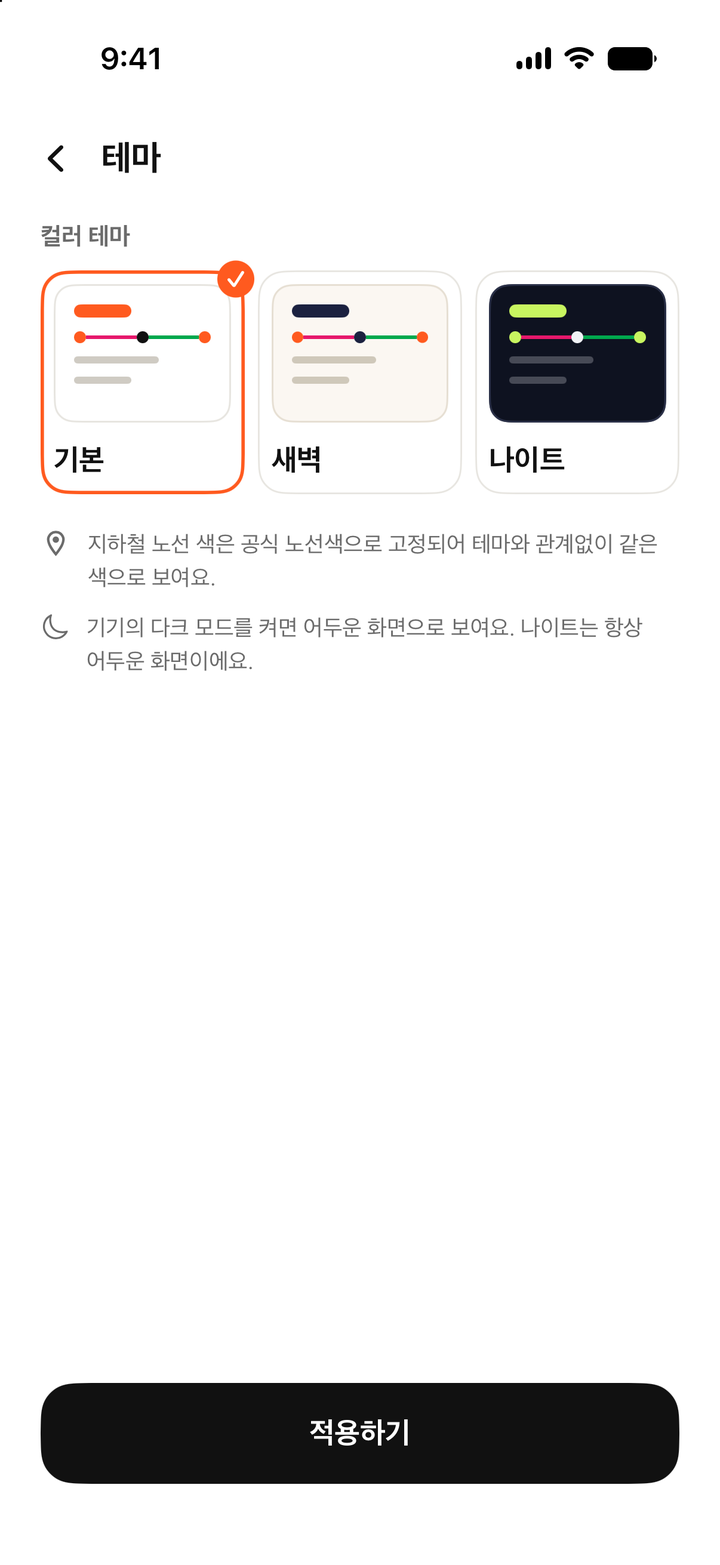 9:41
테마
컬러 테마
기본
새벽
나이트
지하철 노선 색은 공식 노선색으로 고정되어 테마와 관계없이 같은
색으로 보여요.
기기의 다크 모드를 켜면 어두운 화면으로 보여요. 나이트는 항상
어두운 화면이에요.
적용하기